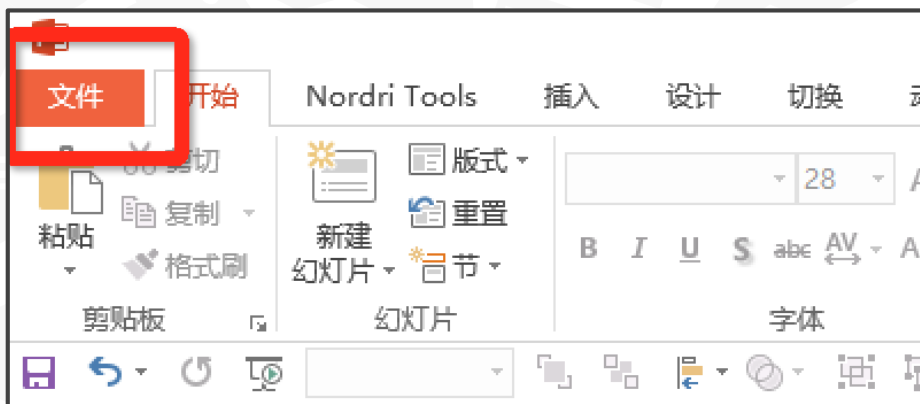 文件 开始 Nordri Tools 插入 设计 切换
剪切 版式 28
复制 重置
粘贴 新建 B I U S abc AV
格式刷 幻灯片 节
剪贴板 幻灯片 字体